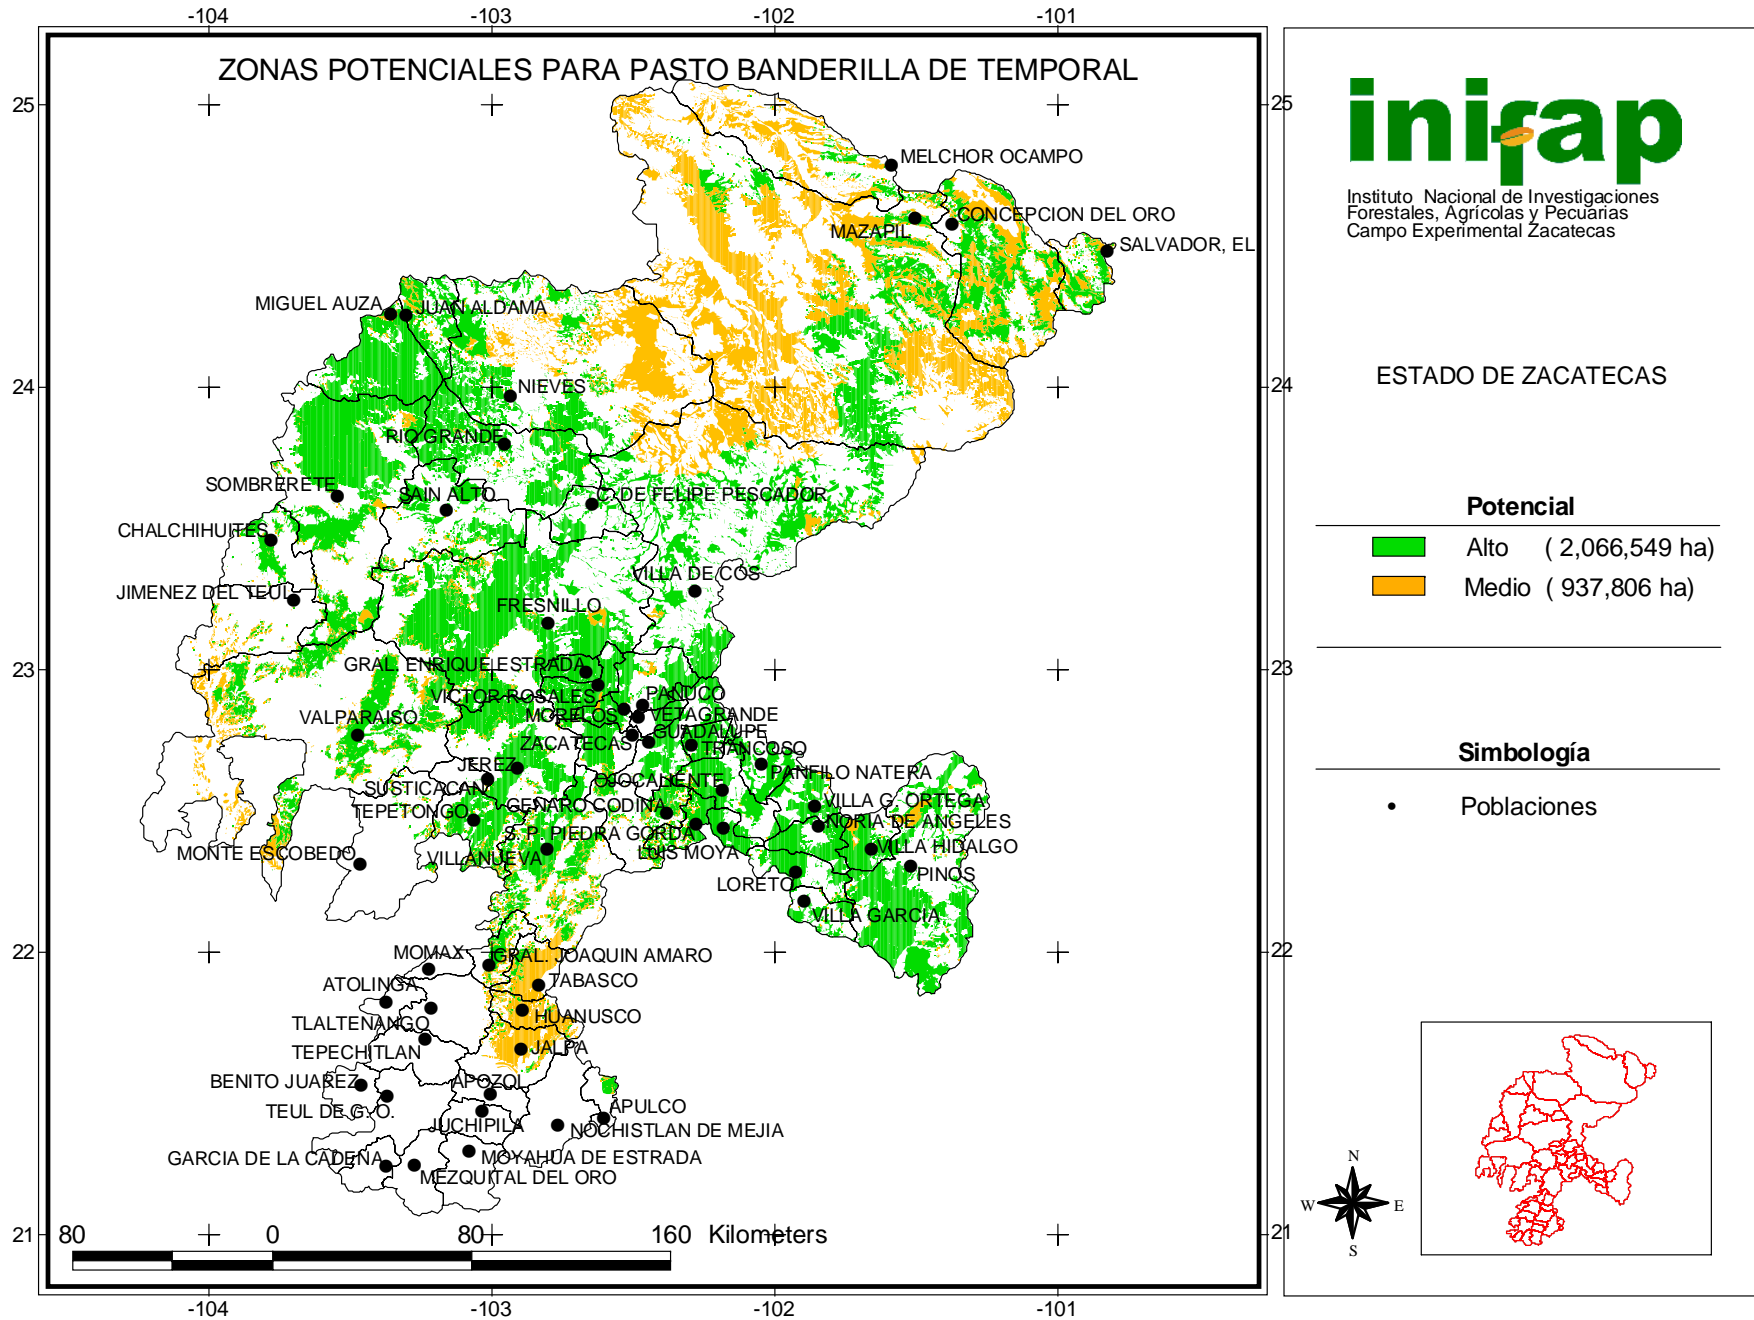 -104 -103 -102 -101
ZONAS POTENCIALES PARA PASTO BANDERILLA DE TEMPORAL
25 25
MELCHOR OCAMPO
CONCEPCION DEL ORO
MAZAPIL
SALVADOR, EL
MIGUEL AUZA
JUAN ALDAMA
24 24
NIEVES
RIO GRANDE
SOMBRERETE
SAIN ALTO
C. DE FELIPE PESCADOR
CHALCHIHUITES
VILLA DE COS
JIMENEZ DEL TEUL
FRESNILLO
23 23
GRAL. ENRIQUE ESTRADA
VICTOR ROSALES
PANUCO
MORELOS
VETAGRANDE
VALPARAISO
GUADALUPE
ZACATECAS
TRANCOSO
JEREZ
PANFILO NATERA
SUSTICACAN
OJOCALIENTE
TEPETONGO
GENARO CODINA
VILLA G. ORTEGA
NORIA DE ANGELES
S. P. PIEDRA GORDA
VILLA HIDALGO
MONTE ESCOBEDO
VILLANUEVA
LUIS MOYA
PINOS
LORETO
VILLA GARCIA
22 22
MOMAX
GRAL. JOAQUIN AMARO
ATOLINGA
TABASCO
TLALTENANGO
HUANUSCO
TEPECHITLAN
JALPA
BENITO JUAREZ
APOZOL
TEUL DE G. O.
APULCO
JUCHIPILA
NOCHISTLAN DE MEJIA
GARCIA DE LA CADENA
MOYAHUA DE ESTRADA
MEZQUITAL DEL ORO
21 21
80 0 80 160 Kilometers
-104 -103 -102 -101
inifap
Instituto Nacional de Investigaciones
Forestales, Agrícolas y Pecuarias
Campo Experimental Zacatecas
ESTADO DE ZACATECAS
Potencial
Alto ( 2,066,549 ha)
Medio ( 937,806 ha)
Simbología
Poblaciones
N
W E
S